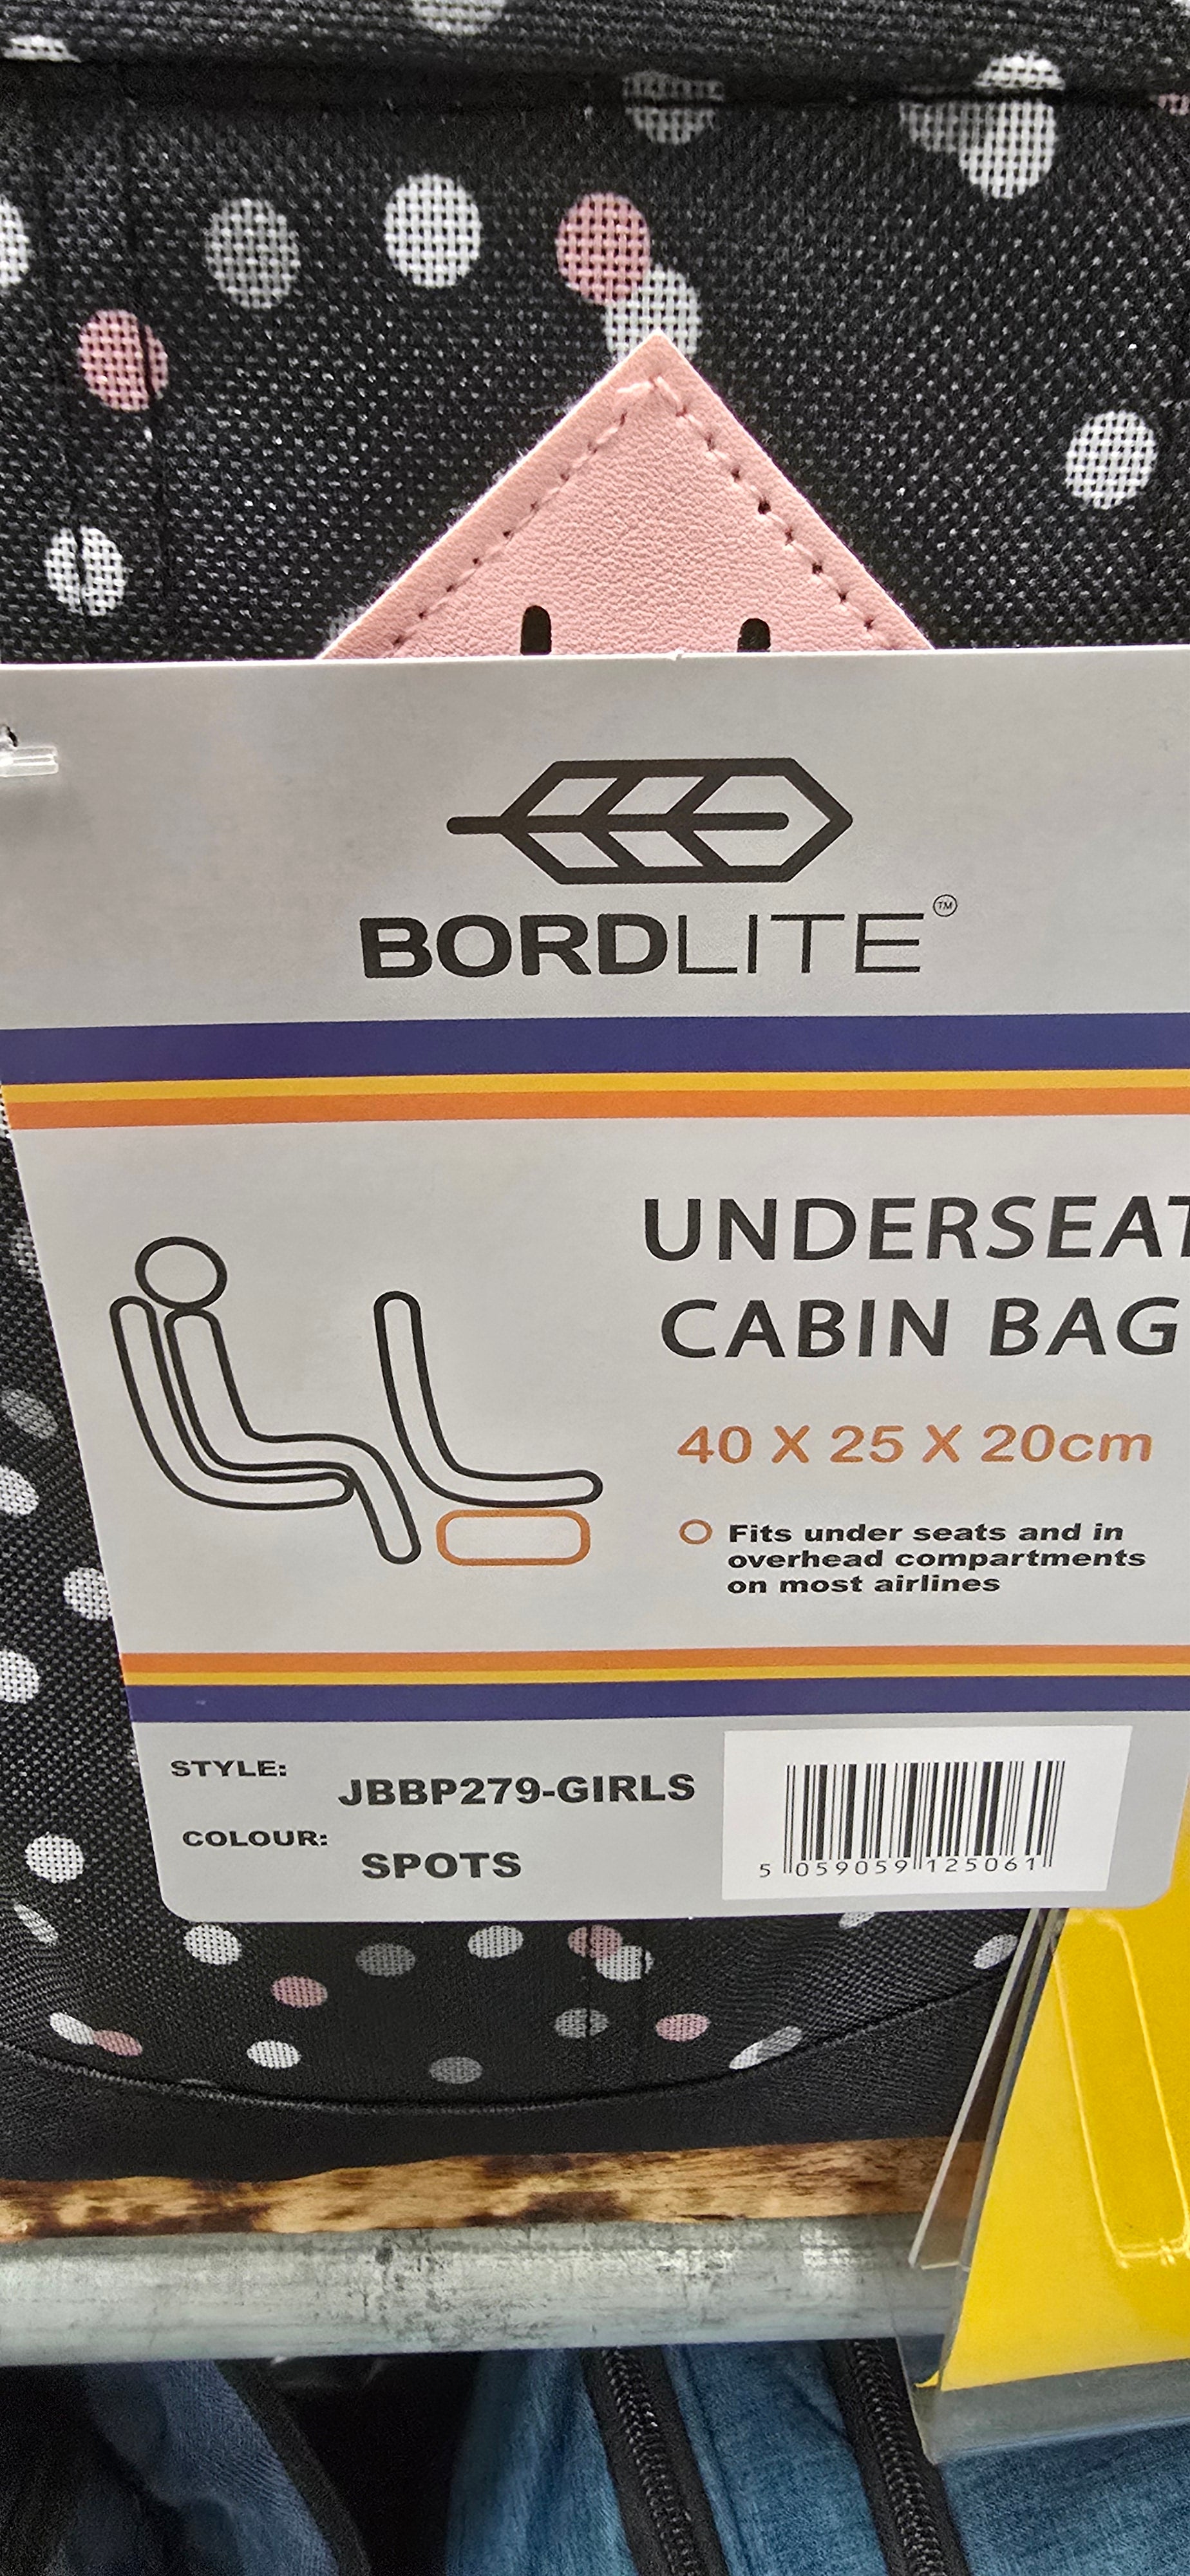 BORDLITE™
UNDERSEAT
CABIN BAG
40 X 25 X 20cm
Fits under seats and in
overhead compartments
on most airlines
STYLE: JBBP279-GIRLS
COLOUR: SPOTS
5 059059 125061